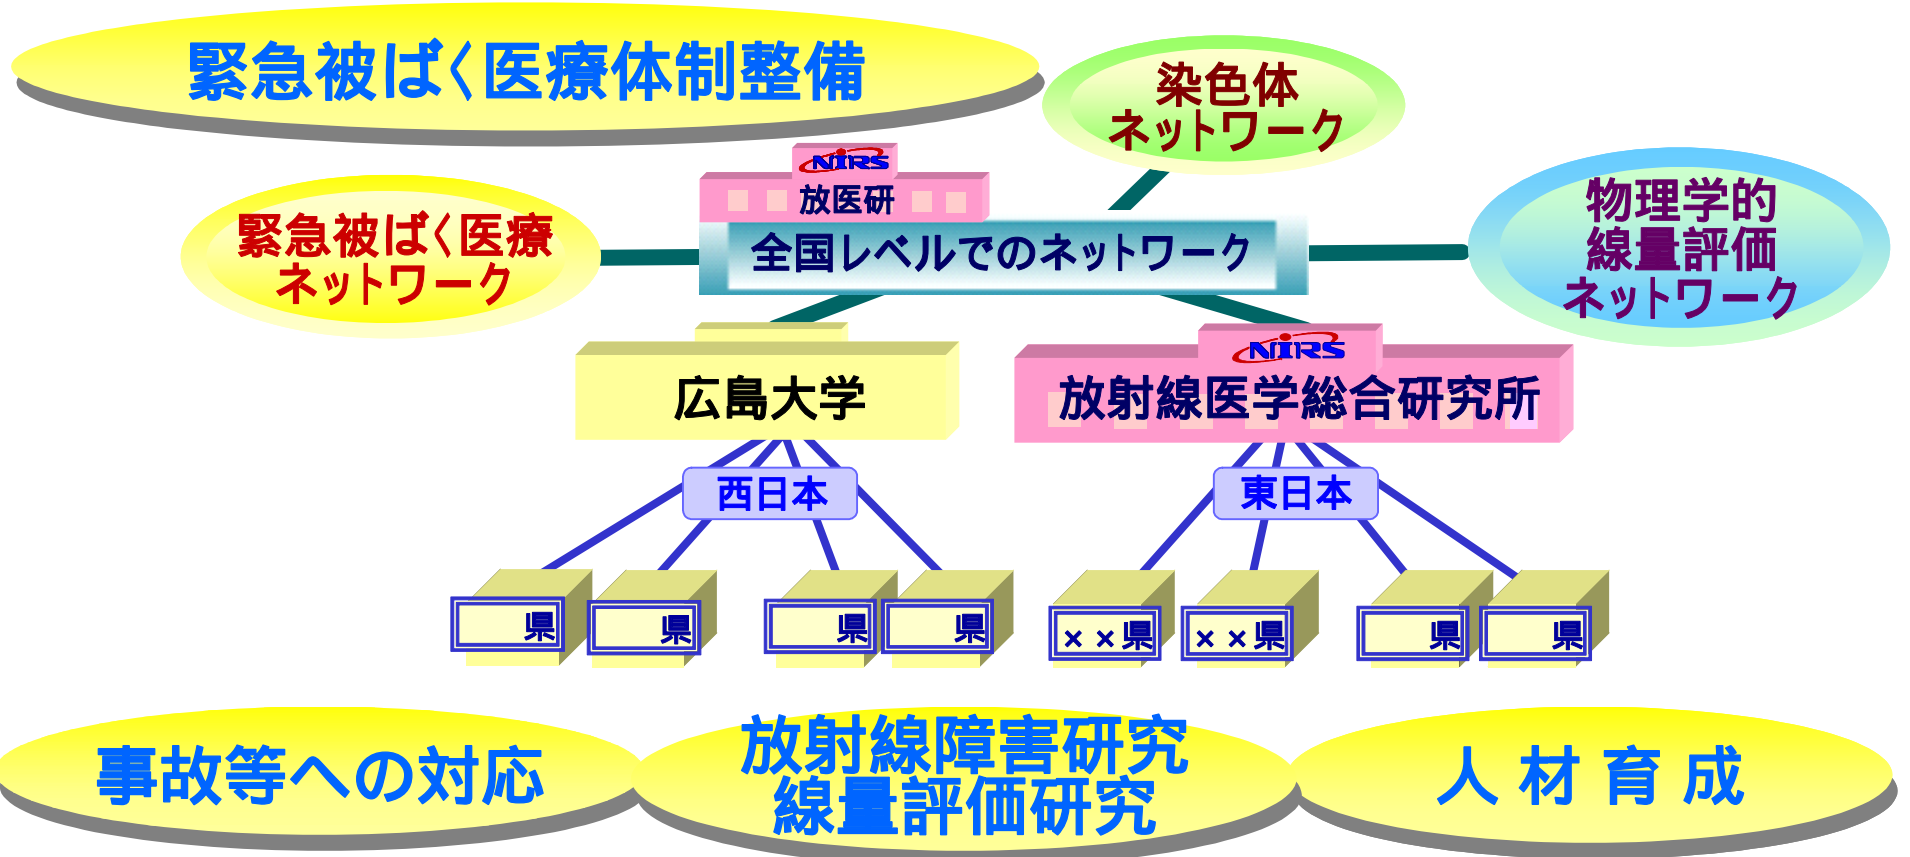 緊急被ばく医療体制整備
染色体
ネットワーク
NIRS
放医研
緊急被ばく医療
ネットワーク
全国レベルでのネットワーク
物理学的
線量評価
ネットワーク
広島大学
NIRS
放射線医学総合研究所
西日本
東日本
県
県
県
県
××県
××県
県
県
事故等への対応
放射線障害研究
線量評価研究
人材育成